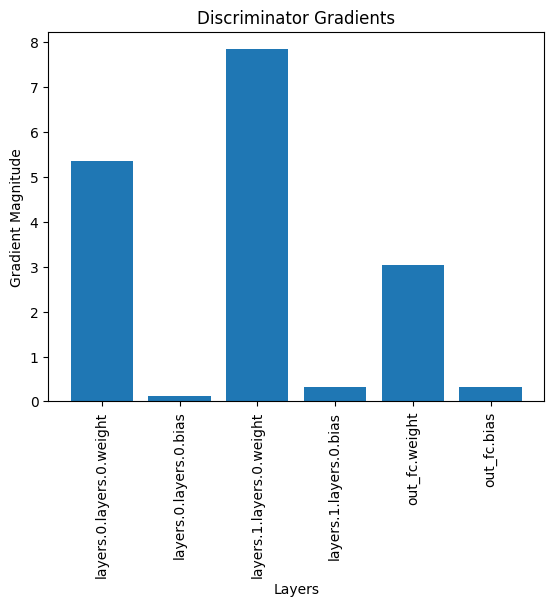 Discriminator Gradients
Gradient Magnitude
8
7
6
5
4
3
2
1
0
layers.0.layers.0.weight
layers.0.layers.0.bias
layers.1.layers.0.weight
layers.1.layers.0.bias
out_fc.weight
out_fc.bias
Layers